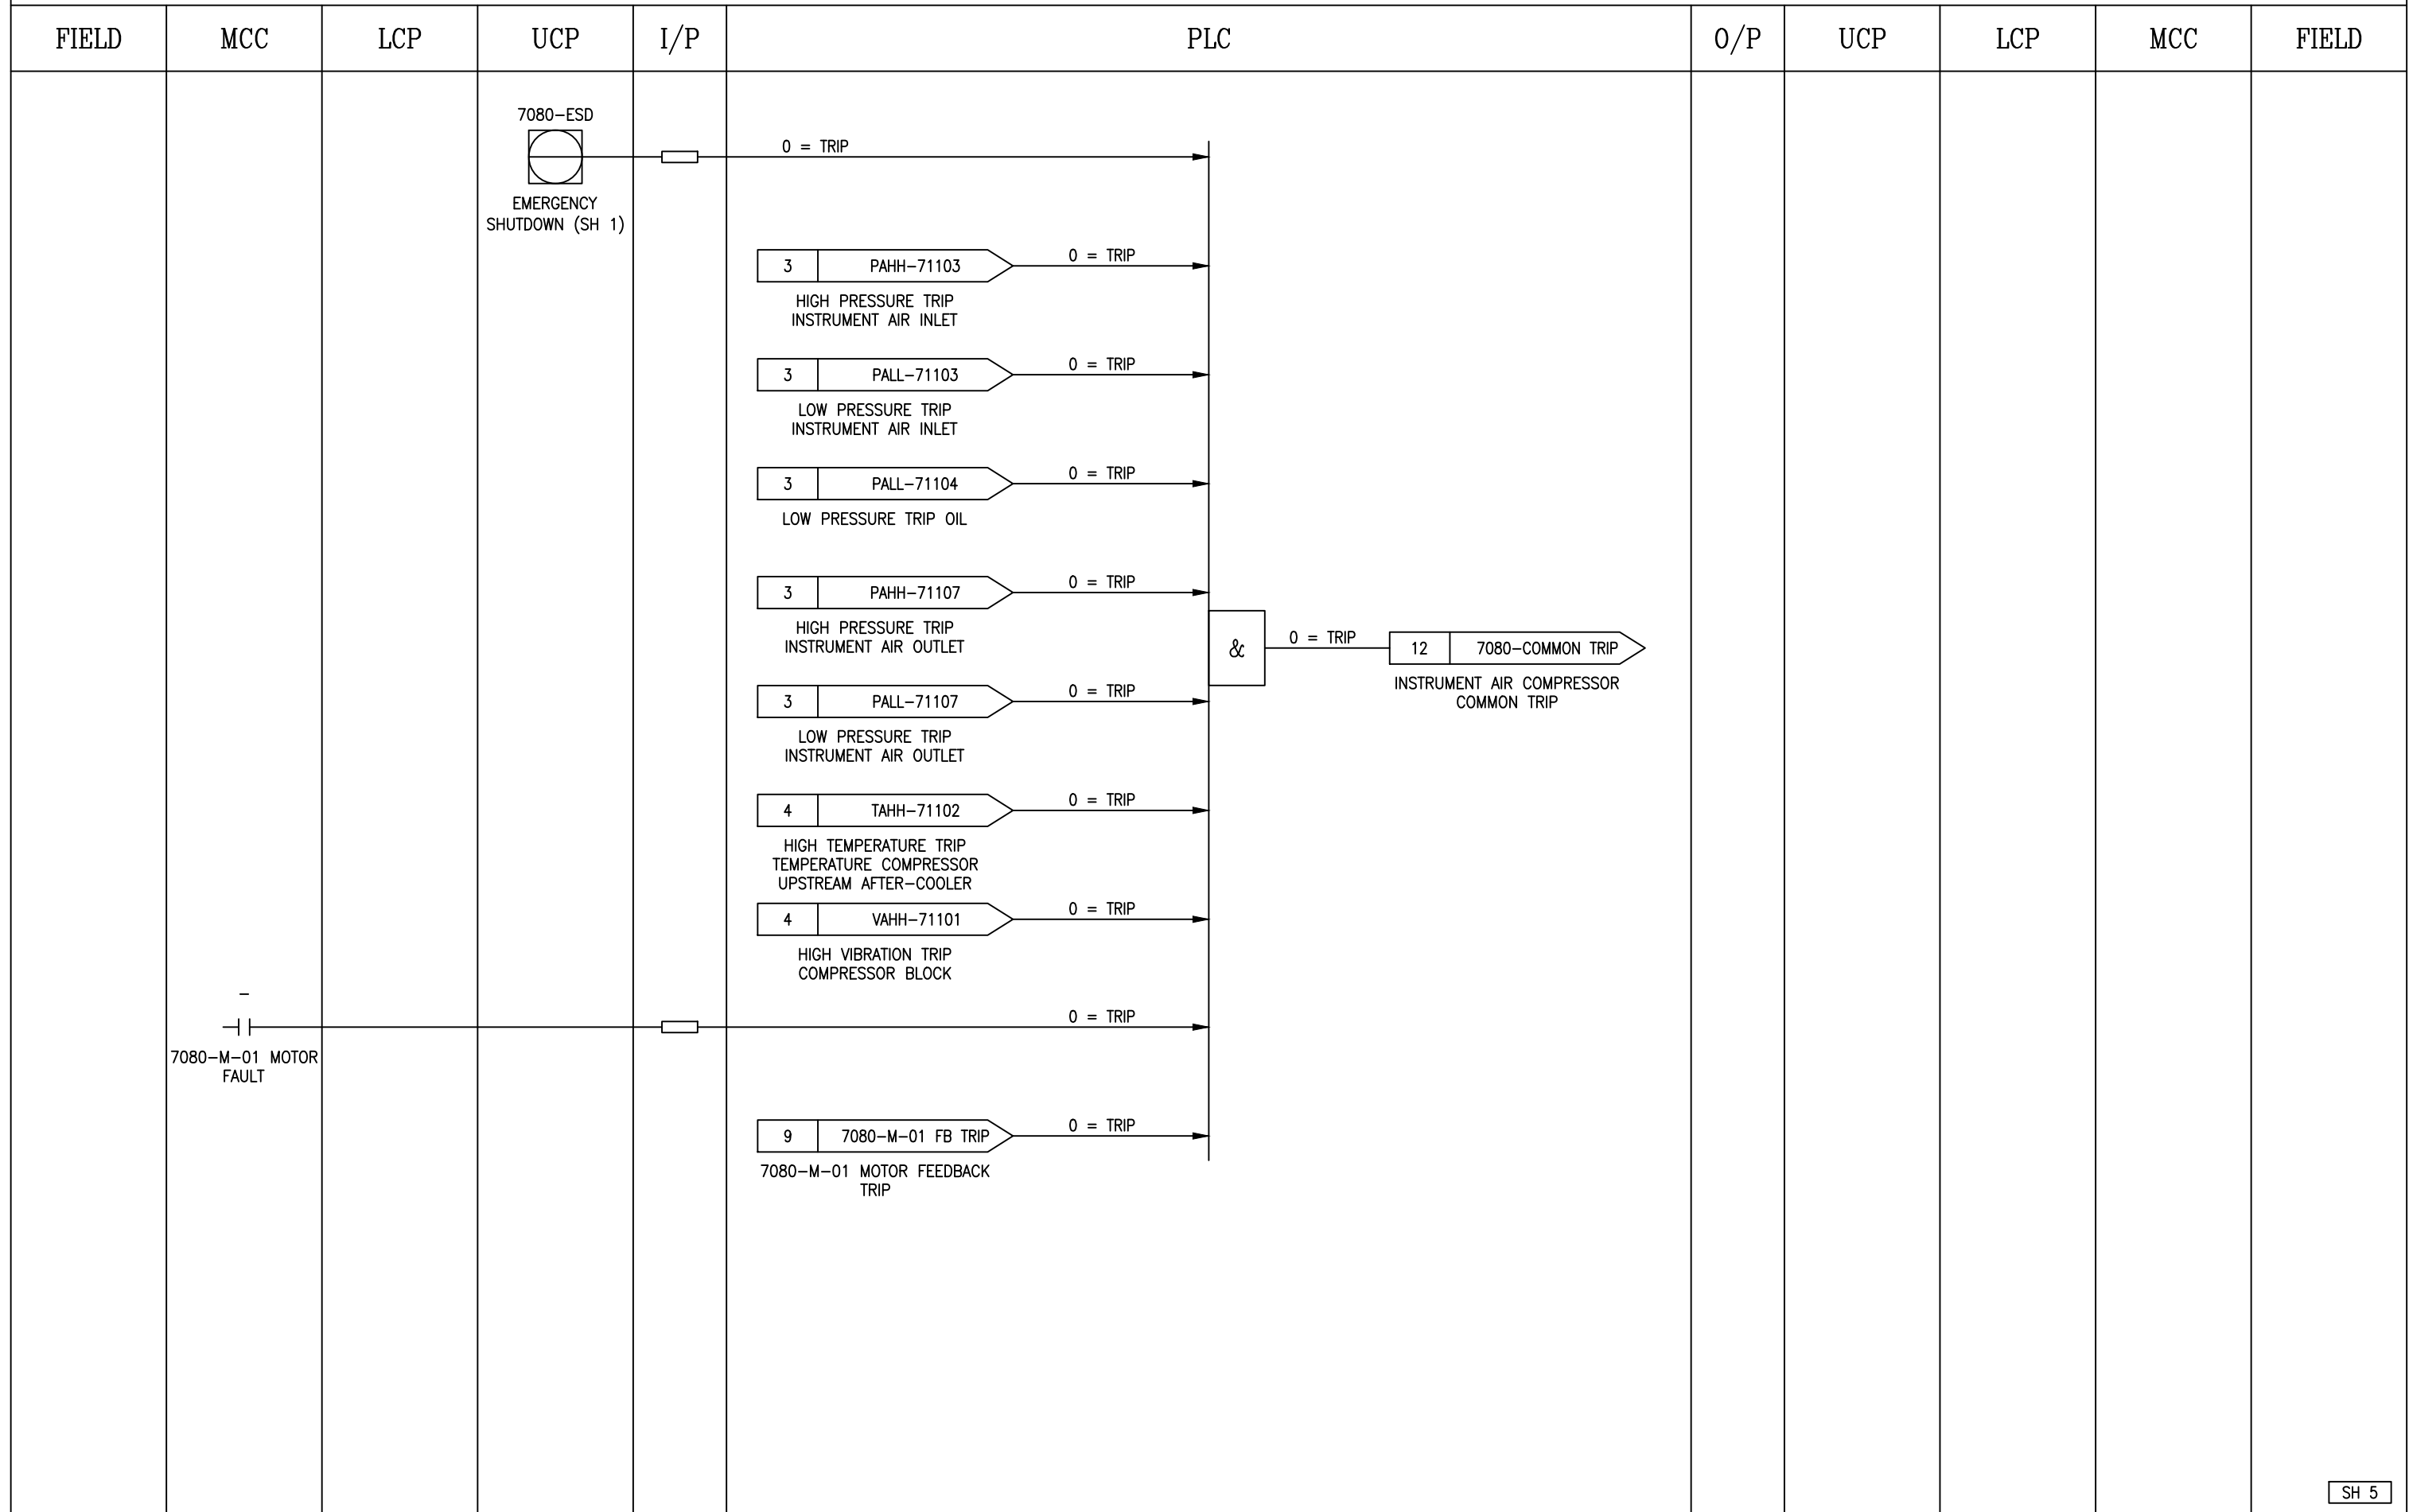 FIELD
MCC
LCP
UCP
I/P
PLC
O/P
UCP
LCP
MCC
FIELD
7080-ESD
EMERGENCY
SHUTDOWN (SH 1)
0 = TRIP
3 PAHH-71103
0 = TRIP
HIGH PRESSURE TRIP
INSTRUMENT AIR INLET
3 PALL-71103
0 = TRIP
LOW PRESSURE TRIP
INSTRUMENT AIR INLET
3 PALL-71104
0 = TRIP
LOW PRESSURE TRIP OIL
3 PAHH-71107
0 = TRIP
HIGH PRESSURE TRIP
INSTRUMENT AIR OUTLET
&
0 = TRIP
12 7080-COMMON TRIP
INSTRUMENT AIR COMPRESSOR
COMMON TRIP
3 PALL-71107
0 = TRIP
LOW PRESSURE TRIP
INSTRUMENT AIR OUTLET
4 TAHH-71102
0 = TRIP
HIGH TEMPERATURE TRIP
TEMPERATURE COMPRESSOR
UPSTREAM AFTER-COOLER
4 VAHH-71101
0 = TRIP
HIGH VIBRATION TRIP
COMPRESSOR BLOCK
-
7080-M-01 MOTOR
FAULT
0 = TRIP
9 7080-M-01 FB TRIP
0 = TRIP
7080-M-01 MOTOR FEEDBACK
TRIP
SH 5